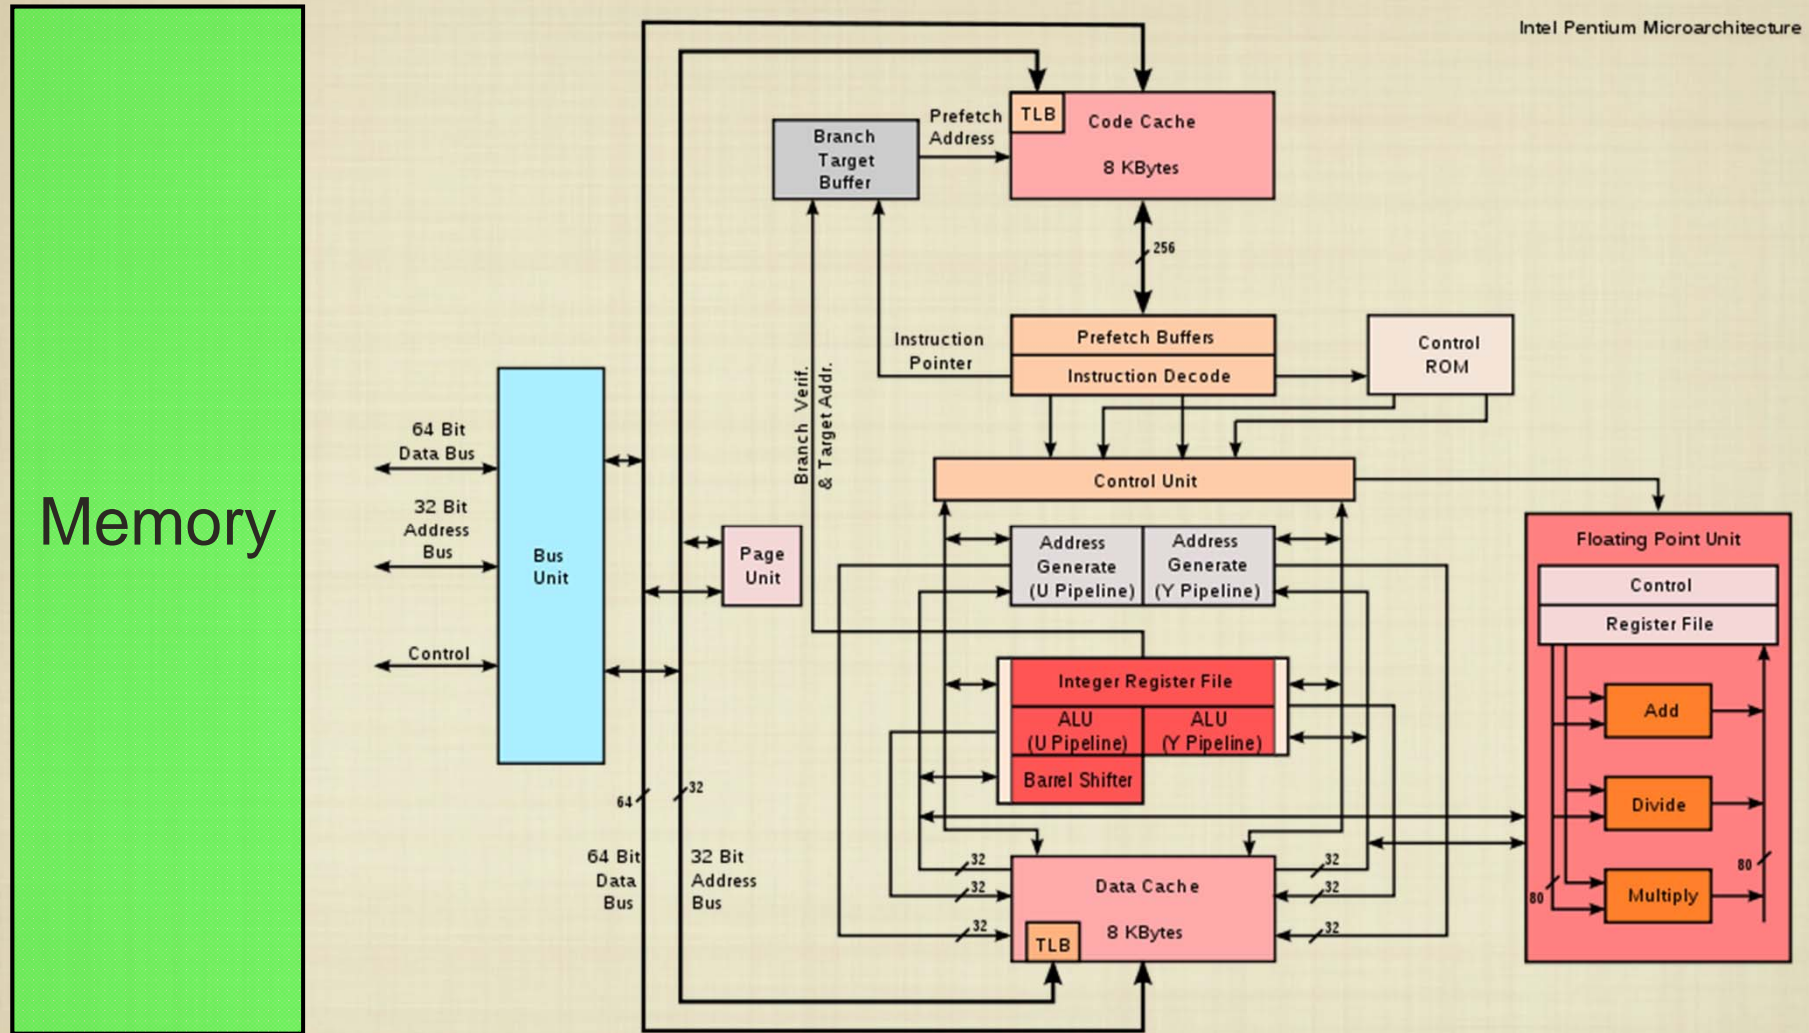 Intel Pentium Microarchitecture
Memory
TLB
Code Cache
8 KBytes
Prefetch
Address
Branch
Target
Buffer
256
Prefetch Buffers
Instruction Decode
Instruction
Pointer
Control
ROM
Branch Verif.
& Target Addr.
64 Bit
Data Bus
32 Bit
Address
Bus
Control
Bus
Unit
Page
Unit
Control Unit
Address
Generate
(U Pipeline)
Address
Generate
(Y Pipeline)
Integer Register File
ALU
(U Pipeline)
ALU
(Y Pipeline)
Barrel Shifter
Floating Point Unit
Control
Register File
Add
Divide
Multiply
80
80
64
32
64 Bit
Data
Bus
32 Bit
Address
Bus
32
32
32
32
32
32
Data Cache
8 KBytes
TLB